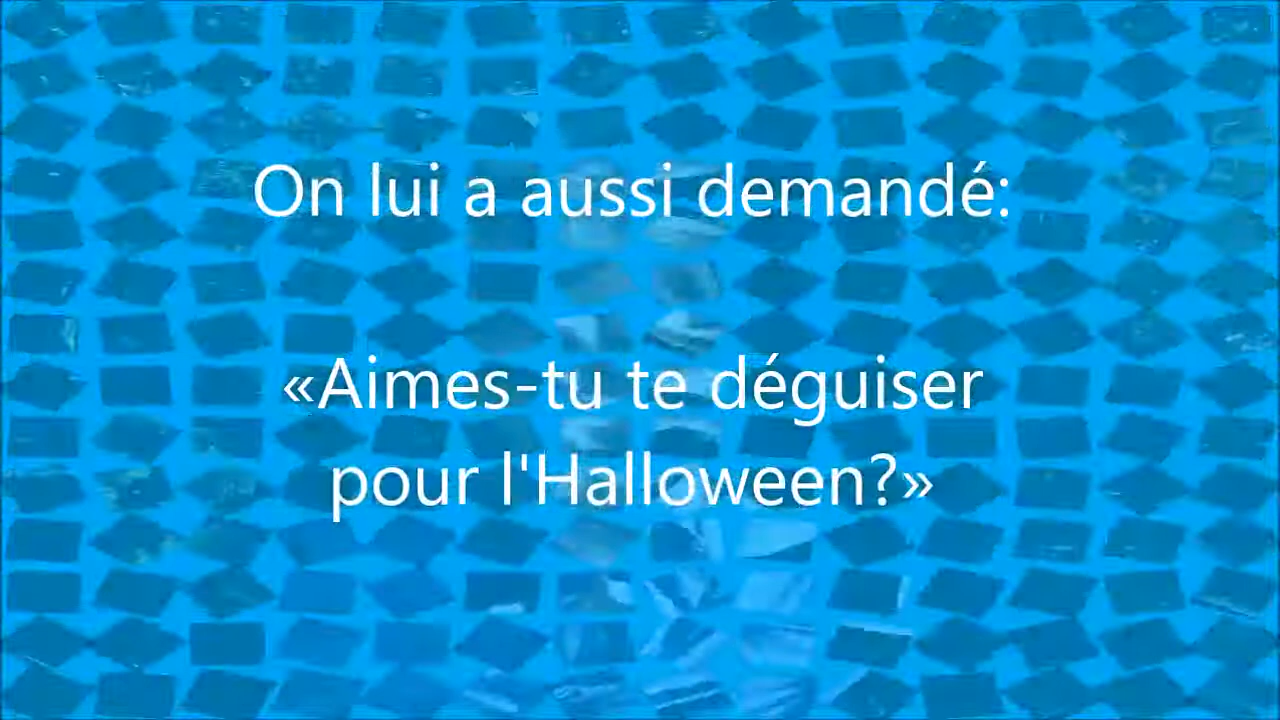 On lui a aussi demandé:
«Aimes-tu te déguiser
pour l'Halloween?»